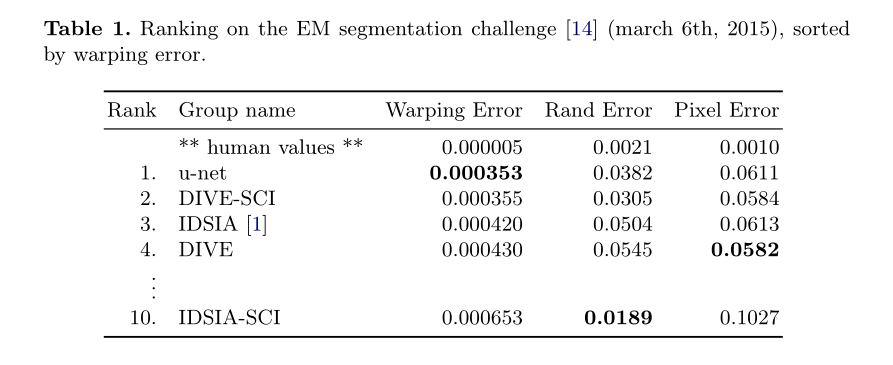 Table 1. Ranking on the EM segmentation challenge [14] (march 6th, 2015), sorted
by warping error.
Rank Group name Warping Error Rand Error Pixel Error
** human values ** 0.000005 0.0021 0.0010
1. u-net 0.000353 0.0382 0.0611
2. DIVE-SCI 0.000355 0.0305 0.0584
3. IDSIA [1] 0.000420 0.0504 0.0613
4. DIVE 0.000430 0.0545 0.0582
⋮
10. IDSIA-SCI 0.000653 0.0189 0.1027